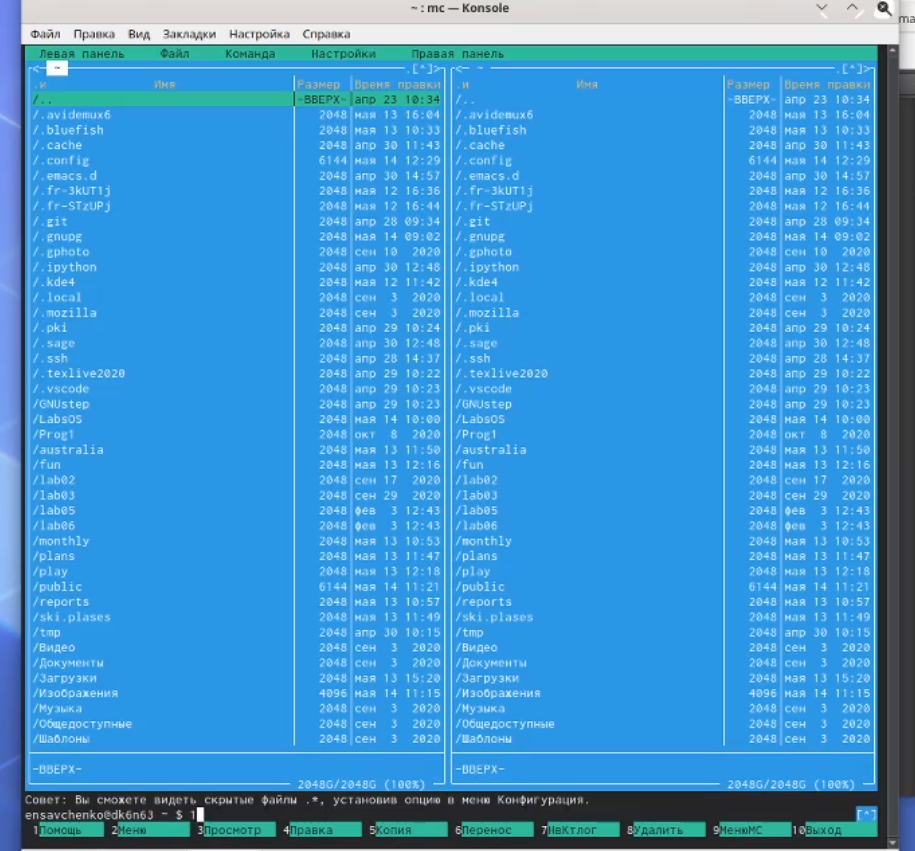 ~ : mc — Konsole
Файл Правка Вид Закладки Настройка Справка
Левая панель Файл Команда Настройки Правая панель
<- ~ .[^]> <- ~ .[^]>
.и Имя Размер Время правки .и Имя Размер Время правки
/.. -ВВЕРХ- апр 23 10:34 /.. -ВВЕРХ- апр 23 10:34
/.avidemux6 2048 мая 13 16:04 /.avidemux6 2048 мая 13 16:04
/.bluefish 2048 мая 13 10:33 /.bluefish 2048 мая 13 10:33
/.cache 2048 апр 30 11:43 /.cache 2048 апр 30 11:43
/.config 6144 мая 14 12:29 /.config 6144 мая 14 12:29
/.emacs.d 2048 апр 30 14:57 /.emacs.d 2048 апр 30 14:57
/.fr-3kUT1j 2048 мая 12 16:36 /.fr-3kUT1j 2048 мая 12 16:36
/.fr-STzUPj 2048 мая 12 16:44 /.fr-STzUPj 2048 мая 12 16:44
/.git 2048 апр 28 09:34 /.git 2048 апр 28 09:34
/.gnupg 2048 мая 14 09:02 /.gnupg 2048 мая 14 09:02
/.gphoto 2048 сен 10 2020 /.gphoto 2048 сен 10 2020
/.ipython 2048 апр 30 12:48 /.ipython 2048 апр 30 12:48
/.kde4 2048 мая 12 11:42 /.kde4 2048 мая 12 11:42
/.local 2048 сен 3 2020 /.local 2048 сен 3 2020
/.mozilla 2048 сен 3 2020 /.mozilla 2048 сен 3 2020
/.pki 2048 апр 29 10:24 /.pki 2048 апр 29 10:24
/.sage 2048 апр 30 12:48 /.sage 2048 апр 30 12:48
/.ssh 2048 апр 28 14:37 /.ssh 2048 апр 28 14:37
/.texlive2020 2048 апр 29 10:22 /.texlive2020 2048 апр 29 10:22
/.vscode 2048 апр 29 10:23 /.vscode 2048 апр 29 10:23
/GNUstep 2048 апр 29 10:23 /GNUstep 2048 апр 29 10:23
/LabsOS 2048 мая 14 10:00 /LabsOS 2048 мая 14 10:00
/Prog1 2048 окт 8 2020 /Prog1 2048 окт 8 2020
/australia 2048 мая 13 11:50 /australia 2048 мая 13 11:50
/fun 2048 мая 13 12:16 /fun 2048 мая 13 12:16
/lab02 2048 сен 17 2020 /lab02 2048 сен 17 2020
/lab03 2048 сен 29 2020 /lab03 2048 сен 29 2020
/lab05 2048 фев 3 12:43 /lab05 2048 фев 3 12:43
/lab06 2048 фев 3 12:43 /lab06 2048 фев 3 12:43
/monthly 2048 мая 13 10:53 /monthly 2048 мая 13 10:53
/plans 2048 мая 13 11:47 /plans 2048 мая 13 11:47
/play 2048 мая 13 12:18 /play 2048 мая 13 12:18
/public 6144 мая 14 11:21 /public 6144 мая 14 11:21
/reports 2048 мая 13 10:57 /reports 2048 мая 13 10:57
/ski.plases 2048 мая 13 11:49 /ski.plases 2048 мая 13 11:49
/tmp 2048 апр 30 10:15 /tmp 2048 апр 30 10:15
/Видео 2048 сен 3 2020 /Видео 2048 сен 3 2020
/Документы 2048 сен 3 2020 /Документы 2048 сен 3 2020
/Загрузки 2048 мая 13 15:20 /Загрузки 2048 мая 13 15:20
/Изображения 4096 мая 14 11:15 /Изображения 4096 мая 14 11:15
/Музыка 2048 сен 3 2020 /Музыка 2048 сен 3 2020
/Общедоступные 2048 сен 3 2020 /Общедоступные 2048 сен 3 2020
/Шаблоны 2048 сен 3 2020 /Шаблоны 2048 сен 3 2020
-ВВЕРХ- -ВВЕРХ-
2048G/2048G (100%) 2048G/2048G (100%)
Совет: Вы сможете видеть скрытые файлы .*, установив опцию в меню Конфигурация.
ensavchenko@dk6n63 ~ $ 1 [^]
1Помощь 2Меню 3Просмотр 4Правка 5Копия 6Перенос 7НвКтлог 8Удалить 9МенюMC 10Выход